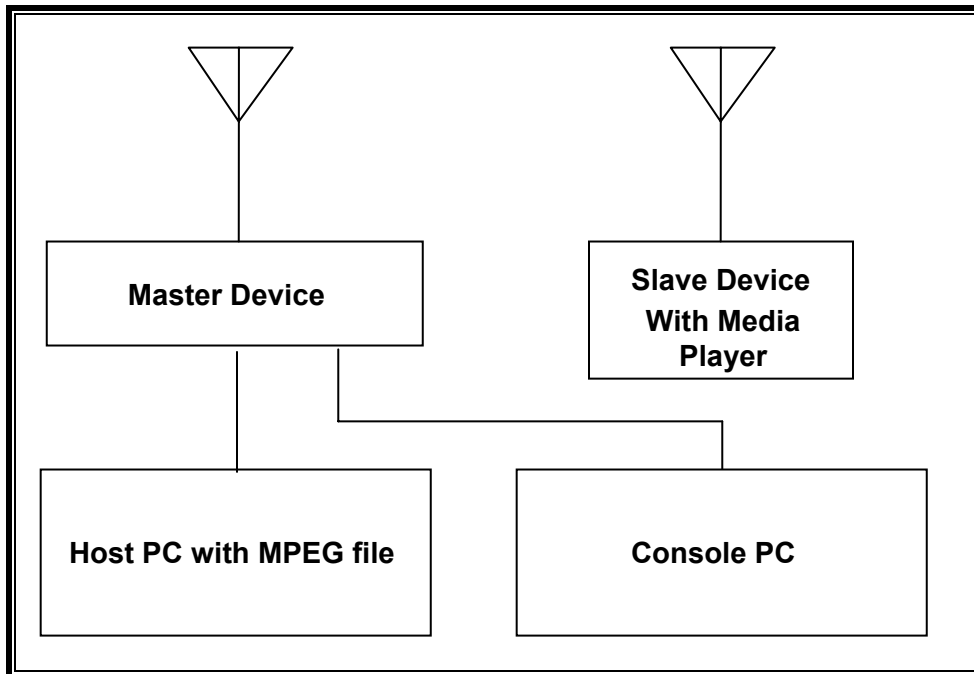 Master Device
Slave Device
With Media
Player
Host PC with MPEG file
Console PC